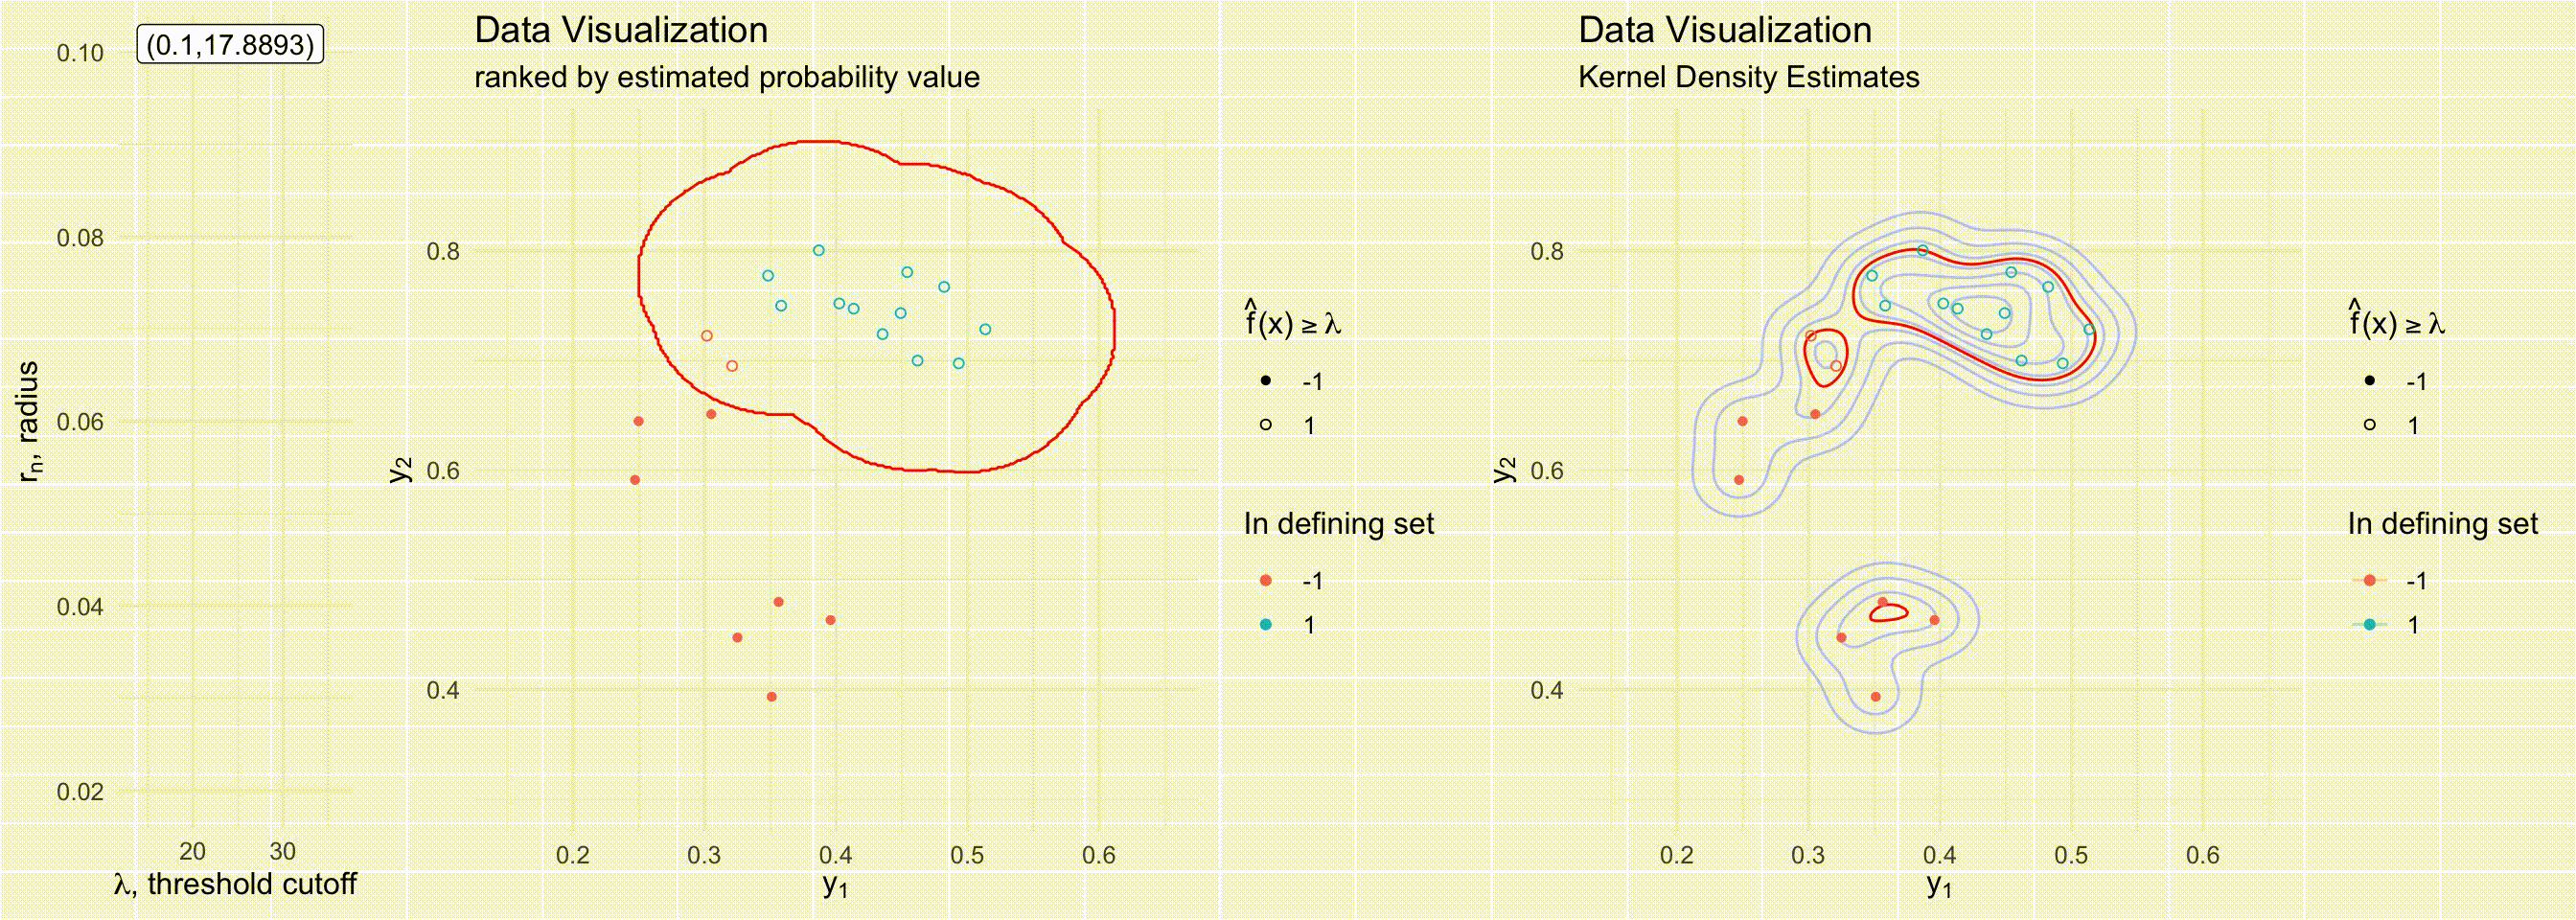 (0.1,17.8893)
0.10
0.08
0.06
0.04
0.02
rₙ, radius
20 30
λ, threshold cutoff
Data Visualization
ranked by estimated probability value
0.8
0.6
0.4
y₂
0.2 0.3 0.4 0.5 0.6
y₁
f̂(x) ≥ λ
-1
1
In defining set
-1
1
Data Visualization
Kernel Density Estimates
0.8
0.6
0.4
y₂
0.2 0.3 0.4 0.5 0.6
y₁
f̂(x) ≥ λ
-1
1
In defining set
-1
1